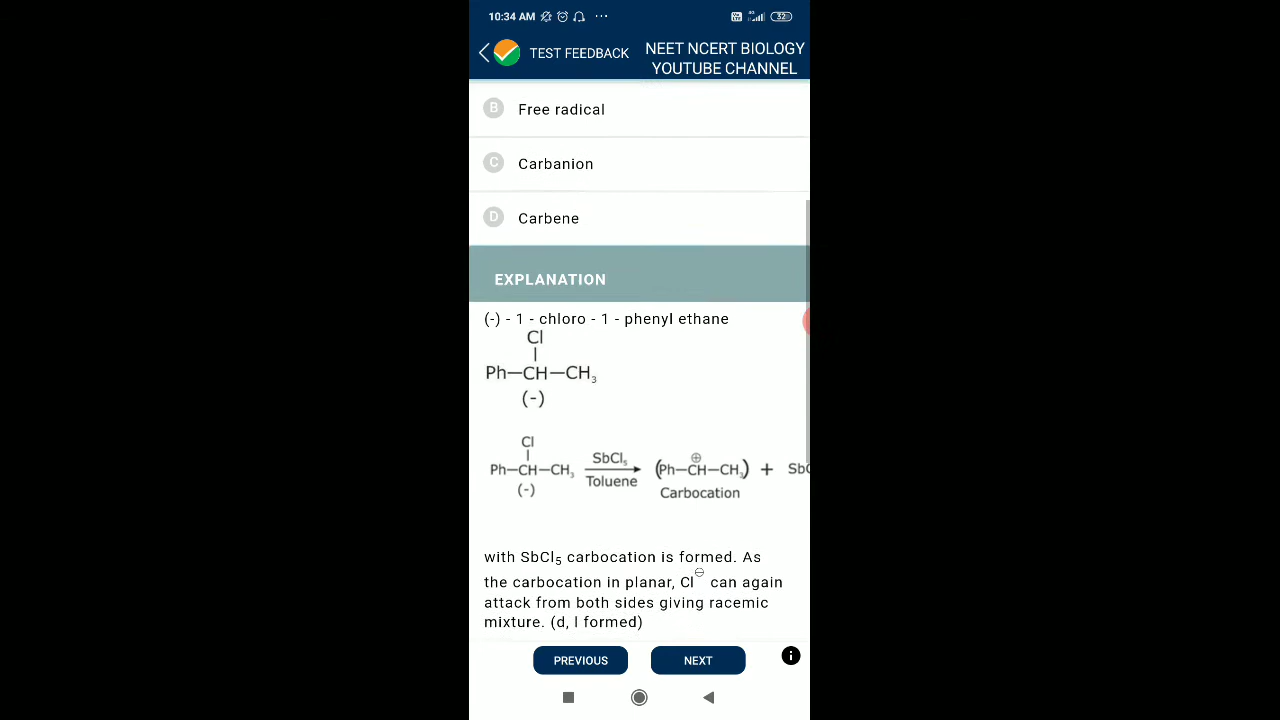 10:34 AM
32
TEST FEEDBACK
NEET NCERT BIOLOGY
YOUTUBE CHANNEL
B Free radical
C Carbanion
D Carbene
EXPLANATION
(-) - 1 - chloro - 1 - phenyl ethane
Cl
|
Ph—CH—CH₃
(-)
Cl
|
Ph—CH—CH₃ SbCl₅ (Ph—CH—CH₃) + Sb
⊕
(-) Toluene Carbocation
with SbCl₅ carbocation is formed. As
the carbocation in planar, Cl⊖ can again
attack from both sides giving racemic
mixture. (d, l formed)
PREVIOUS
NEXT